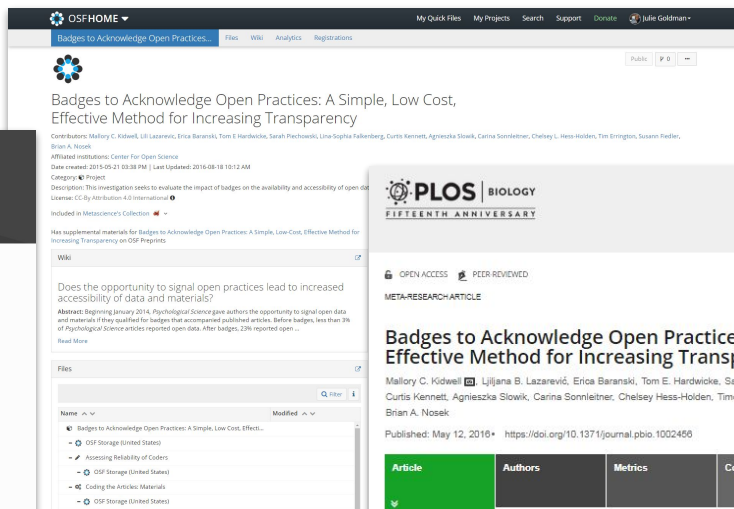 OSFHOME
My Quick Files My Projects Search Support Donate Julie Goldman
Badges to Acknowledge Open Practices... Files Wiki Analytics Registrations
Public 0 ...
Badges to Acknowledge Open Practices: A Simple, Low Cost,
Effective Method for Increasing Transparency
Contributors: Mallory C. Kidwell, Lili Lazarevic, Erica Baranski, Tom E Hardwicke, Sarah Piechowski, Lina-Sophia Falkenberg, Curtis Kennett, Agnieszka Slowik, Carina Sonnleitner, Chelsey L. Hess-Holden, Tim Errington, Susann Fiedler,
Brian A. Nosek
Affiliated Institutions: Center For Open Science
Date created: 2015-05-21 03:38 PM | Last Updated: 2016-08-18 10:12 AM
Category: Project
Description: This investigation seeks to evaluate the impact of badges on the availability and accessibility of open dat
License: CC-By Attribution 4.0 International
Included in Metascience's Collection
Has supplemental materials for Badges to Acknowledge Open Practices: A Simple, Low-Cost, Effective Method for
Increasing Transparency on OSF Preprints
Wiki
Does the opportunity to signal open practices lead to increased
accessibility of data and materials?
Abstract: Beginning January 2014, Psychological Science gave authors the opportunity to signal open data
and materials if they qualified for badges that accompanied published articles. Before badges, less than 3%
of Psychological Science articles reported open data. After badges, 23% reported open ...
Read More
Files
Filter i
Name Modified
Badges to Acknowledge Open Practices: A Simple, Low Cost, Effecti...
OSF Storage (United States)
Assessing Reliability of Coders
OSF Storage (United States)
Coding the Articles: Materials
OSF Storage (United States)
PLOS | BIOLOGY
FIFTEENTH ANNIVERSARY
OPEN ACCESS PEER-REVIEWED
META-RESEARCH ARTICLE
Badges to Acknowledge Open Practice
Effective Method for Increasing Transp
Mallory C. Kidwell, Ljiljana B. Lazarević, Erica Baranski, Tom E. Hardwicke, Sa
Curtis Kennett, Agnieszka Slowik, Carina Sonnleitner, Chelsey Hess-Holden, Tim
Brian A. Nosek
Published: May 12, 2016 • https://doi.org/10.1371/journal.pbio.1002456
Article Authors Metrics Co